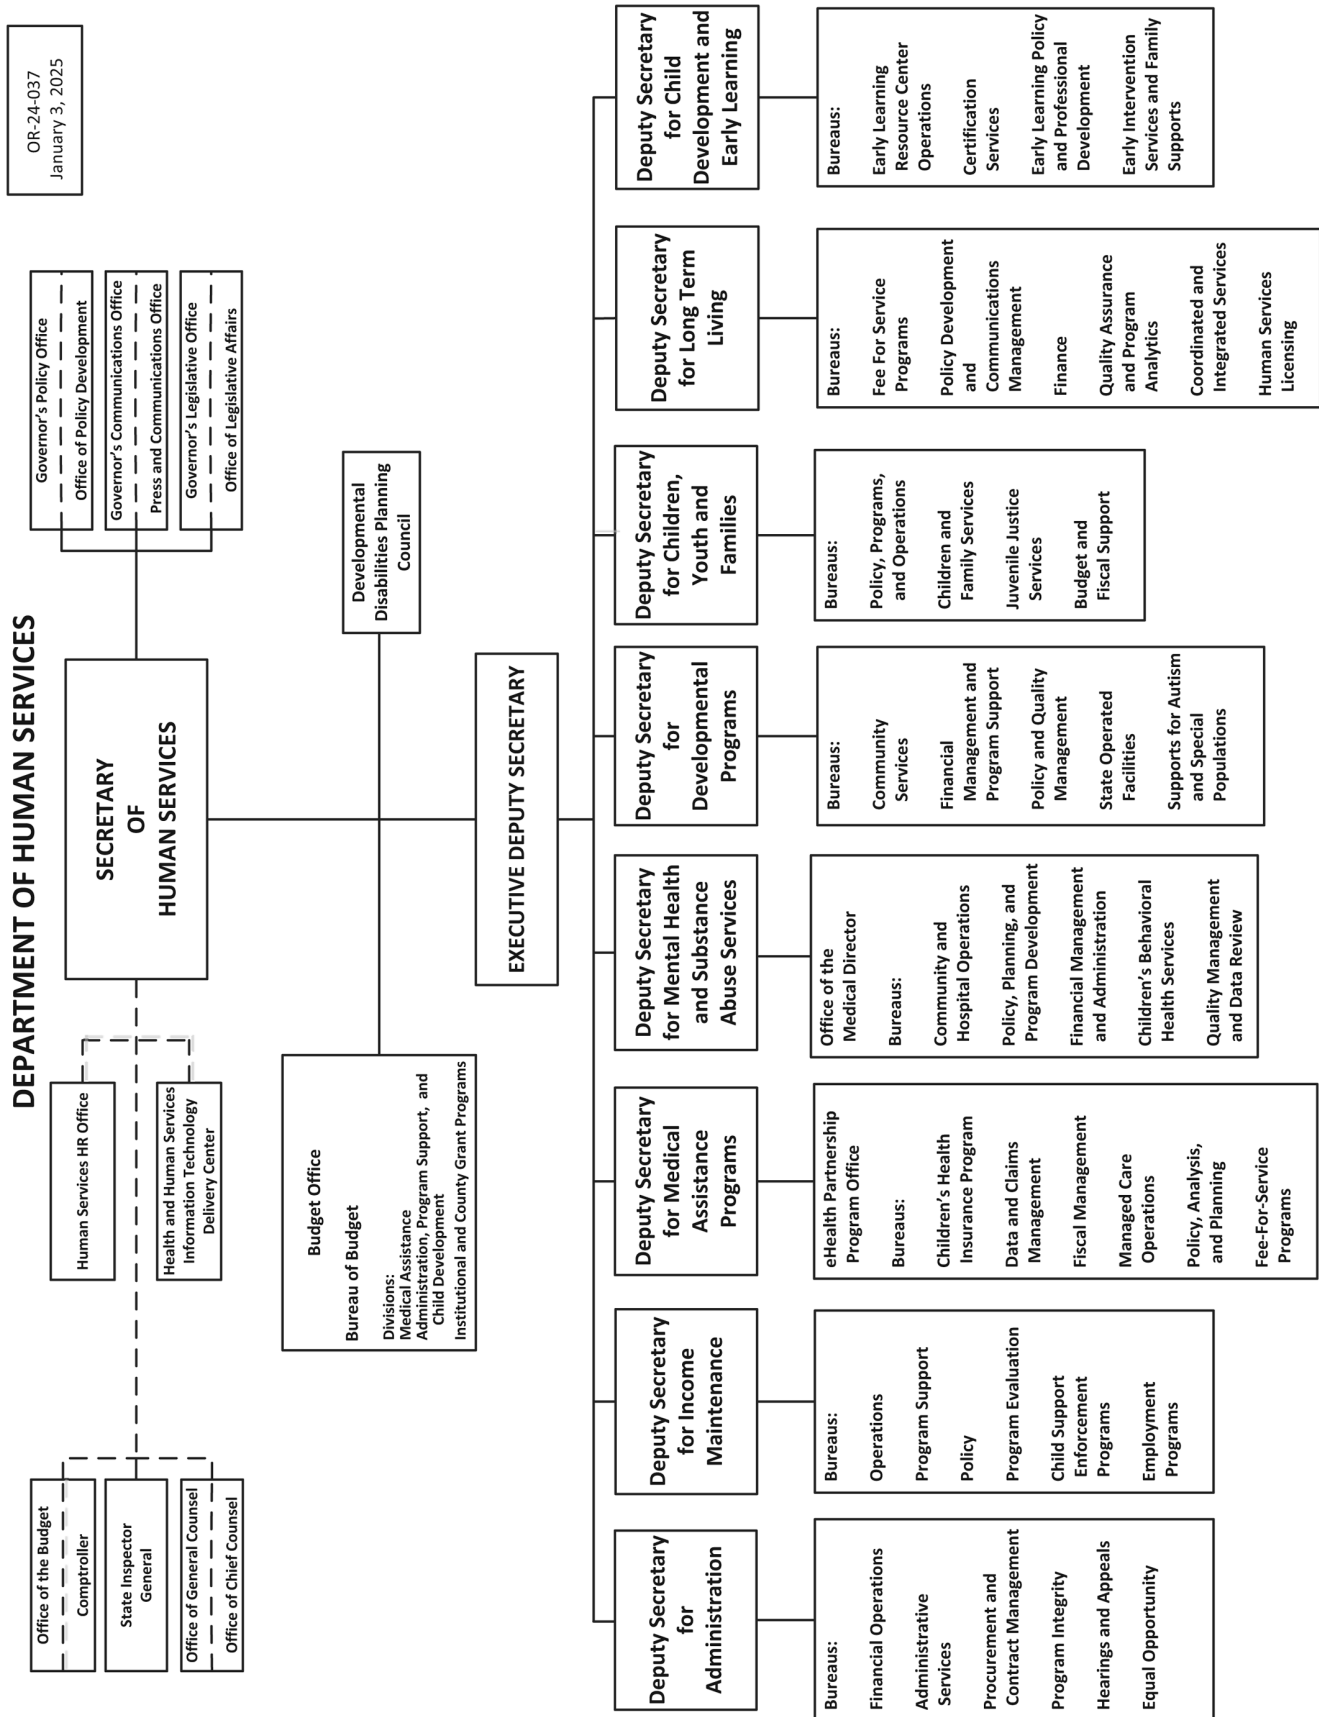 OR-24-037
January 3, 2025
DEPARTMENT OF HUMAN SERVICES
Office of the Budget
Comptroller
State Inspector
General
Office of General Counsel
Office of Chief Counsel
Human Services HR Office
Health and Human Services
Information Technology
Delivery Center
SECRETARY
OF
HUMAN SERVICES
Governor's Policy Office
Office of Policy Development
Governor's Communications Office
Press and Communications Office
Governor's Legislative Office
Office of Legislative Affairs
Budget Office
Bureau of Budget
Divisions:
Medical Assistance
Administration, Program Support, and
Child Development
Institutional and County Grant Programs
Developmental
Disabilities Planning
Council
EXECUTIVE DEPUTY SECRETARY
Deputy Secretary
for
Administration
Bureaus:
Financial Operations
Administrative
Services
Procurement and
Contract Management
Program Integrity
Hearings and Appeals
Equal Opportunity
Deputy Secretary
for Income
Maintenance
Bureaus:
Operations
Program Support
Policy
Program Evaluation
Child Support
Enforcement
Programs
Employment
Programs
Deputy Secretary
for Medical
Assistance
Programs
eHealth Partnership
Program Office
Bureaus:
Children's Health
Insurance Program
Data and Claims
Management
Fiscal Management
Managed Care
Operations
Policy, Analysis,
and Planning
Fee-For-Service
Programs
Deputy Secretary
for Mental Health
and Substance
Abuse Services
Office of the
Medical Director
Bureaus:
Community and
Hospital Operations
Policy, Planning, and
Program Development
Financial Management
and Administration
Children's Behavioral
Health Services
Quality Management
and Data Review
Deputy Secretary
for
Developmental
Programs
Bureaus:
Community
Services
Financial
Management and
Program Support
Policy and Quality
Management
State Operated
Facilities
Supports for Autism
and Special
Populations
Deputy Secretary
for Children,
Youth and
Families
Bureaus:
Policy, Programs,
and Operations
Children and
Family Services
Juvenile Justice
Services
Budget and
Fiscal Support
Deputy Secretary
for Long Term
Living
Bureaus:
Fee For Service
Programs
Policy Development
and
Communications
Management
Finance
Quality Assurance
and Program
Analytics
Coordinated and
Integrated Services
Human Services
Licensing
Deputy Secretary
for Child
Development and
Early Learning
Bureaus:
Early Learning
Resource Center
Operations
Certification
Services
Early Learning Policy
and Professional
Development
Early Intervention
Services and Family
Supports